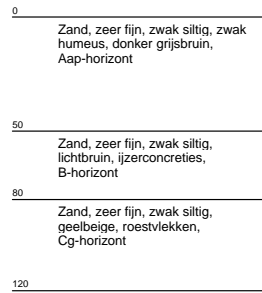 0
Zand, zeer fijn, zwak siltig, zwak
humeus, donker grijsbruin,
Aap-horizont
50
Zand, zeer fijn, zwak siltig,
lichtbruin, ijzerconcreties,
B-horizont
80
Zand, zeer fijn, zwak siltig,
geelbeige, roestvlekken,
Cg-horizont
120